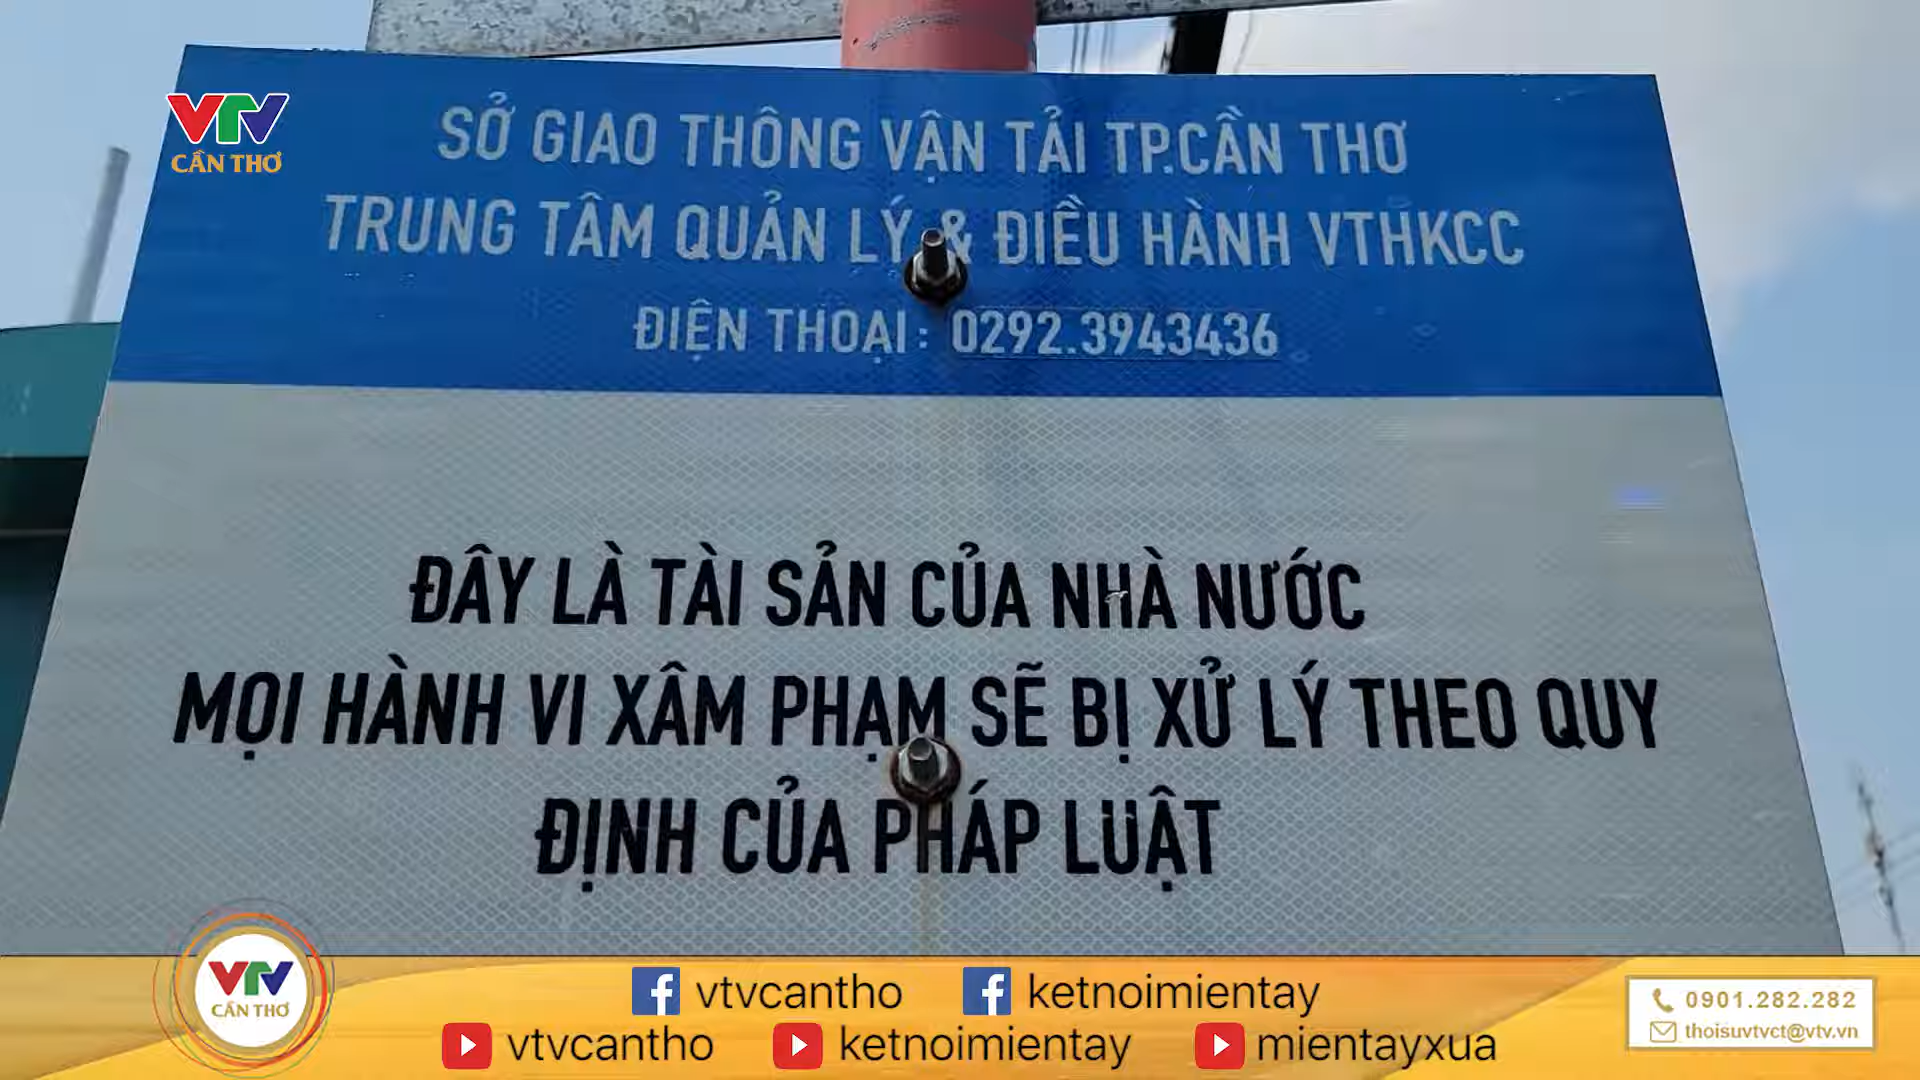 VTV
CẦN THƠ
SỞ GIAO THÔNG VẬN TẢI TP.CẦN THƠ
TRUNG TÂM QUẢN LÝ & ĐIỀU HÀNH VTHKCC
ĐIỆN THOẠI: 0292.3943436
ĐÂY LÀ TÀI SẢN CỦA NHÀ NƯỚC
MỌI HÀNH VI XÂM PHẠM SẼ BỊ XỬ LÝ THEO QUY
ĐỊNH CỦA PHÁP LUẬT
VTV
CẦN THƠ
vtvcantho ketnoimientay
vtvcantho ketnoimientay mientayxua
0901.282.282
thoisuvtvct@vtv.vn